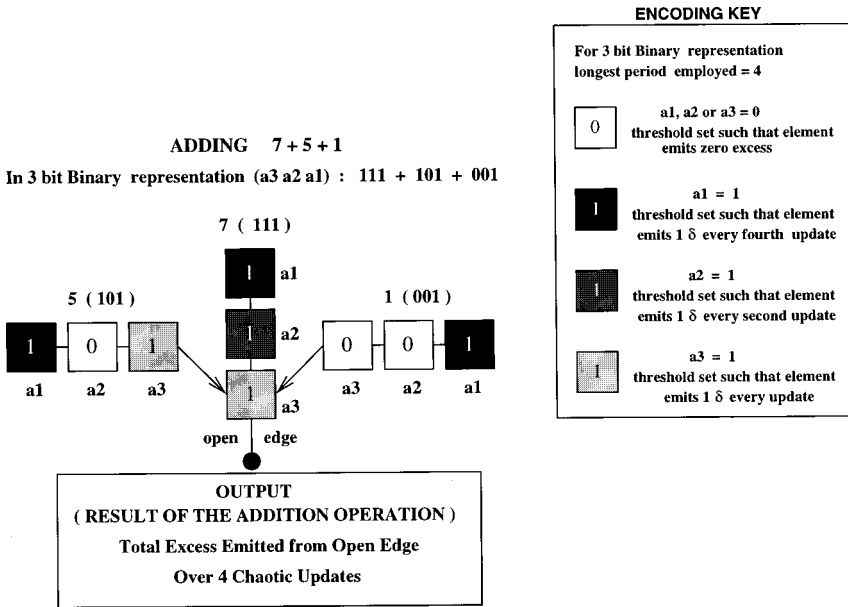 ADDING 7 + 5 + 1
In 3 bit Binary representation (a3 a2 a1) : 111 + 101 + 001
7 ( 111 )
1
a1
5 ( 101 )
1 ( 001 )
1
a2
1
0
1
0
0
1
a1
a2
a3
1
a3
a3
a2
a1
open edge
OUTPUT
( RESULT OF THE ADDITION OPERATION )
Total Excess Emitted from Open Edge
Over 4 Chaotic Updates
ENCODING KEY
For 3 bit Binary representation
longest period employed = 4
0
a1, a2 or a3 = 0
threshold set such that element
emits zero excess
1
a1 = 1
threshold set such that element
emits 1 δ every fourth update
1
a2 = 1
threshold set such that element
emits 1 δ every second update
1
a3 = 1
threshold set such that element
emits 1 δ every update